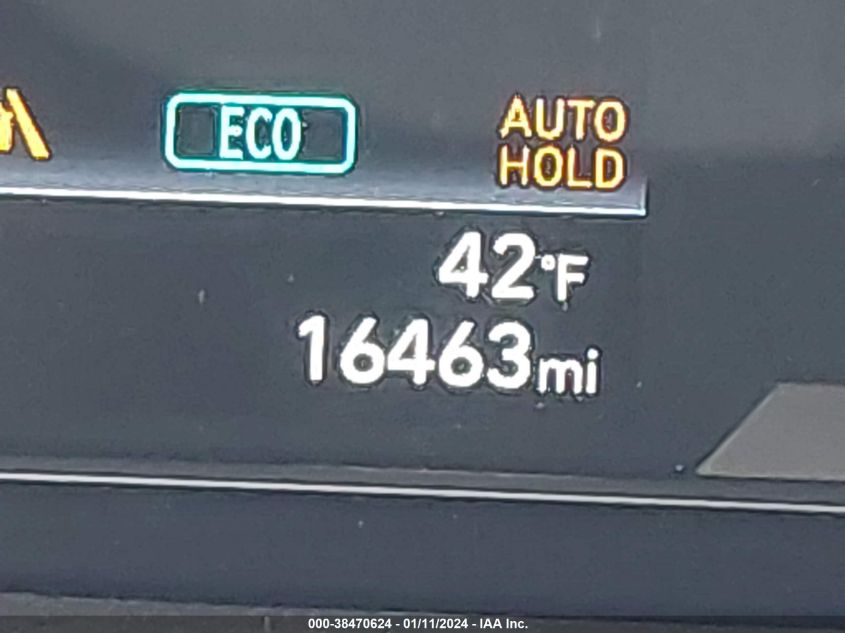 ECO
AUTO
HOLD
42°F
16463mi
000-38470624 - 01/11/2024 - IAA Inc.